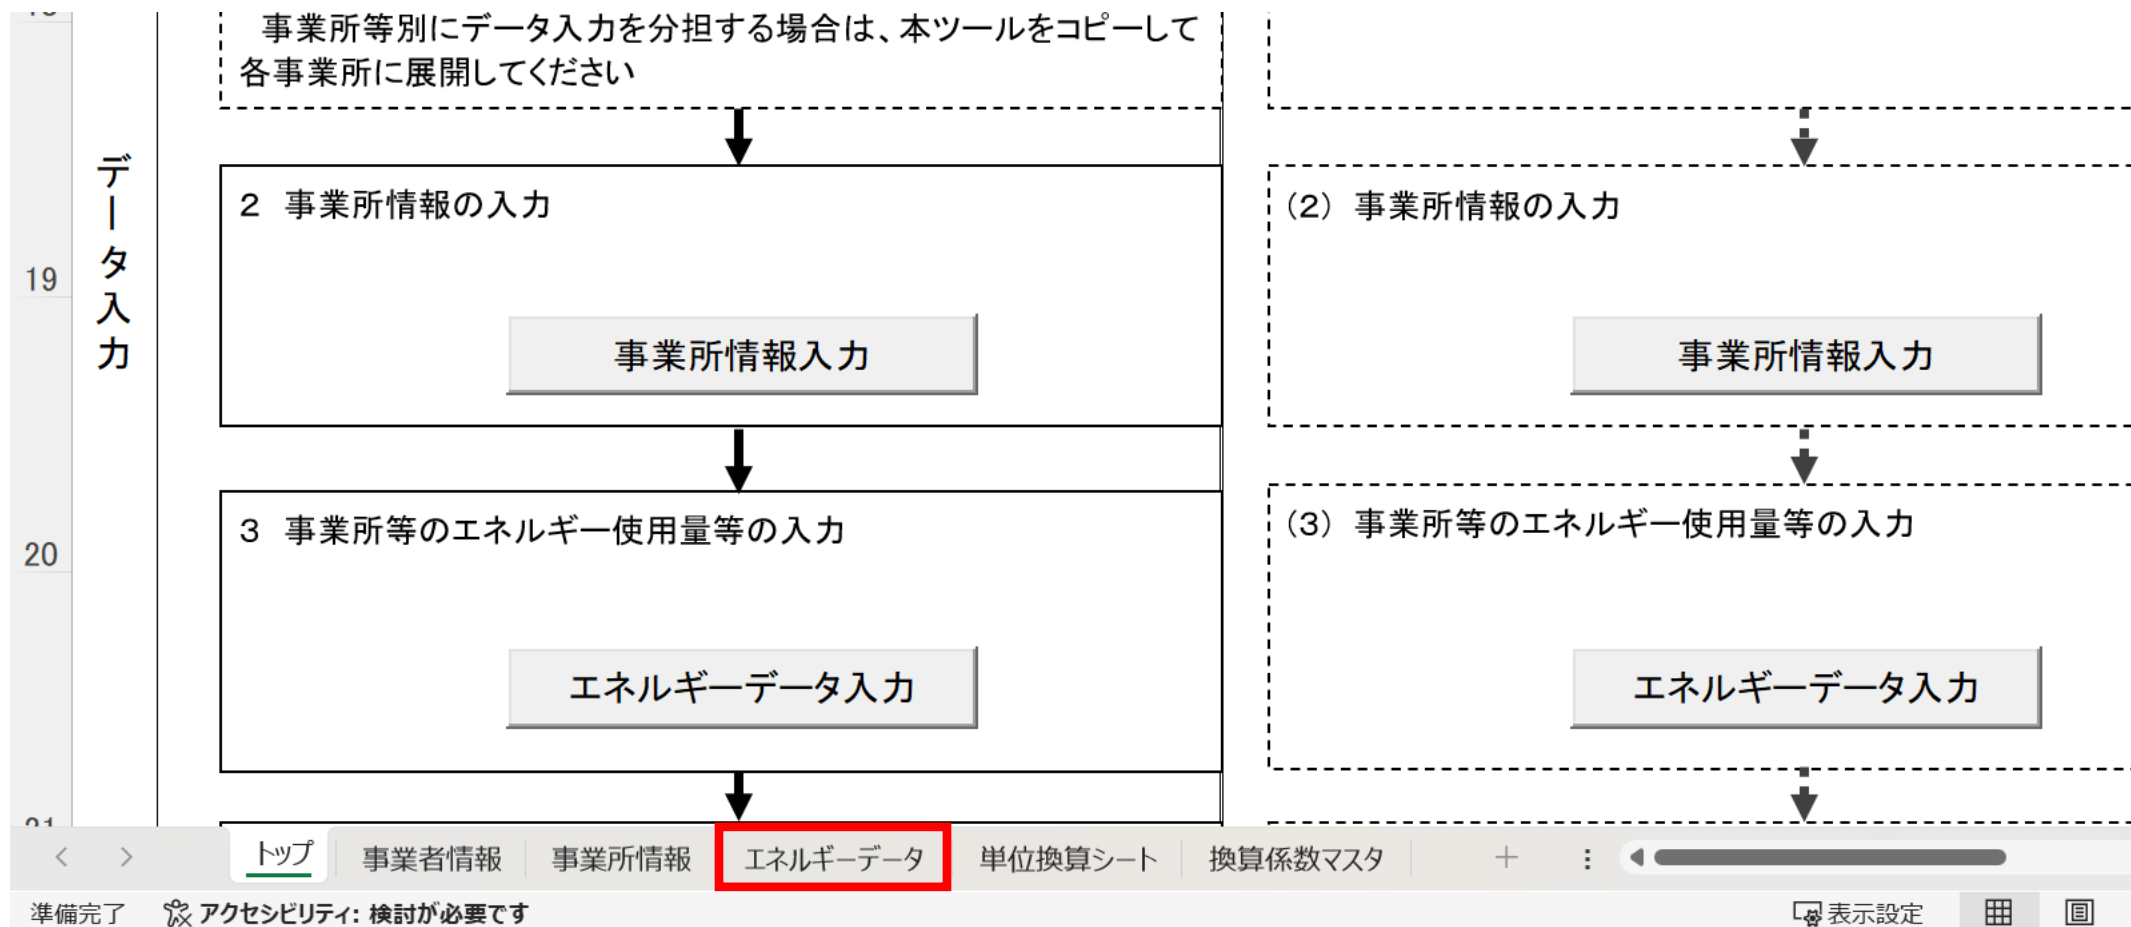 事業所等別にデータ入力を分担する場合は、本ツールをコピーして
各事業所に展開してください
データ入力
2 事業所情報の入力
事業所情報入力
3 事業所等のエネルギー使用量等の入力
エネルギーデータ入力
(2) 事業所情報の入力
事業所情報入力
(3) 事業所等のエネルギー使用量等の入力
エネルギーデータ入力
19
20
トップ 事業者情報 事業所情報 エネルギーデータ 単位換算シート 換算係数マスタ
準備完了 アクセシビリティ: 検討が必要です 表示設定